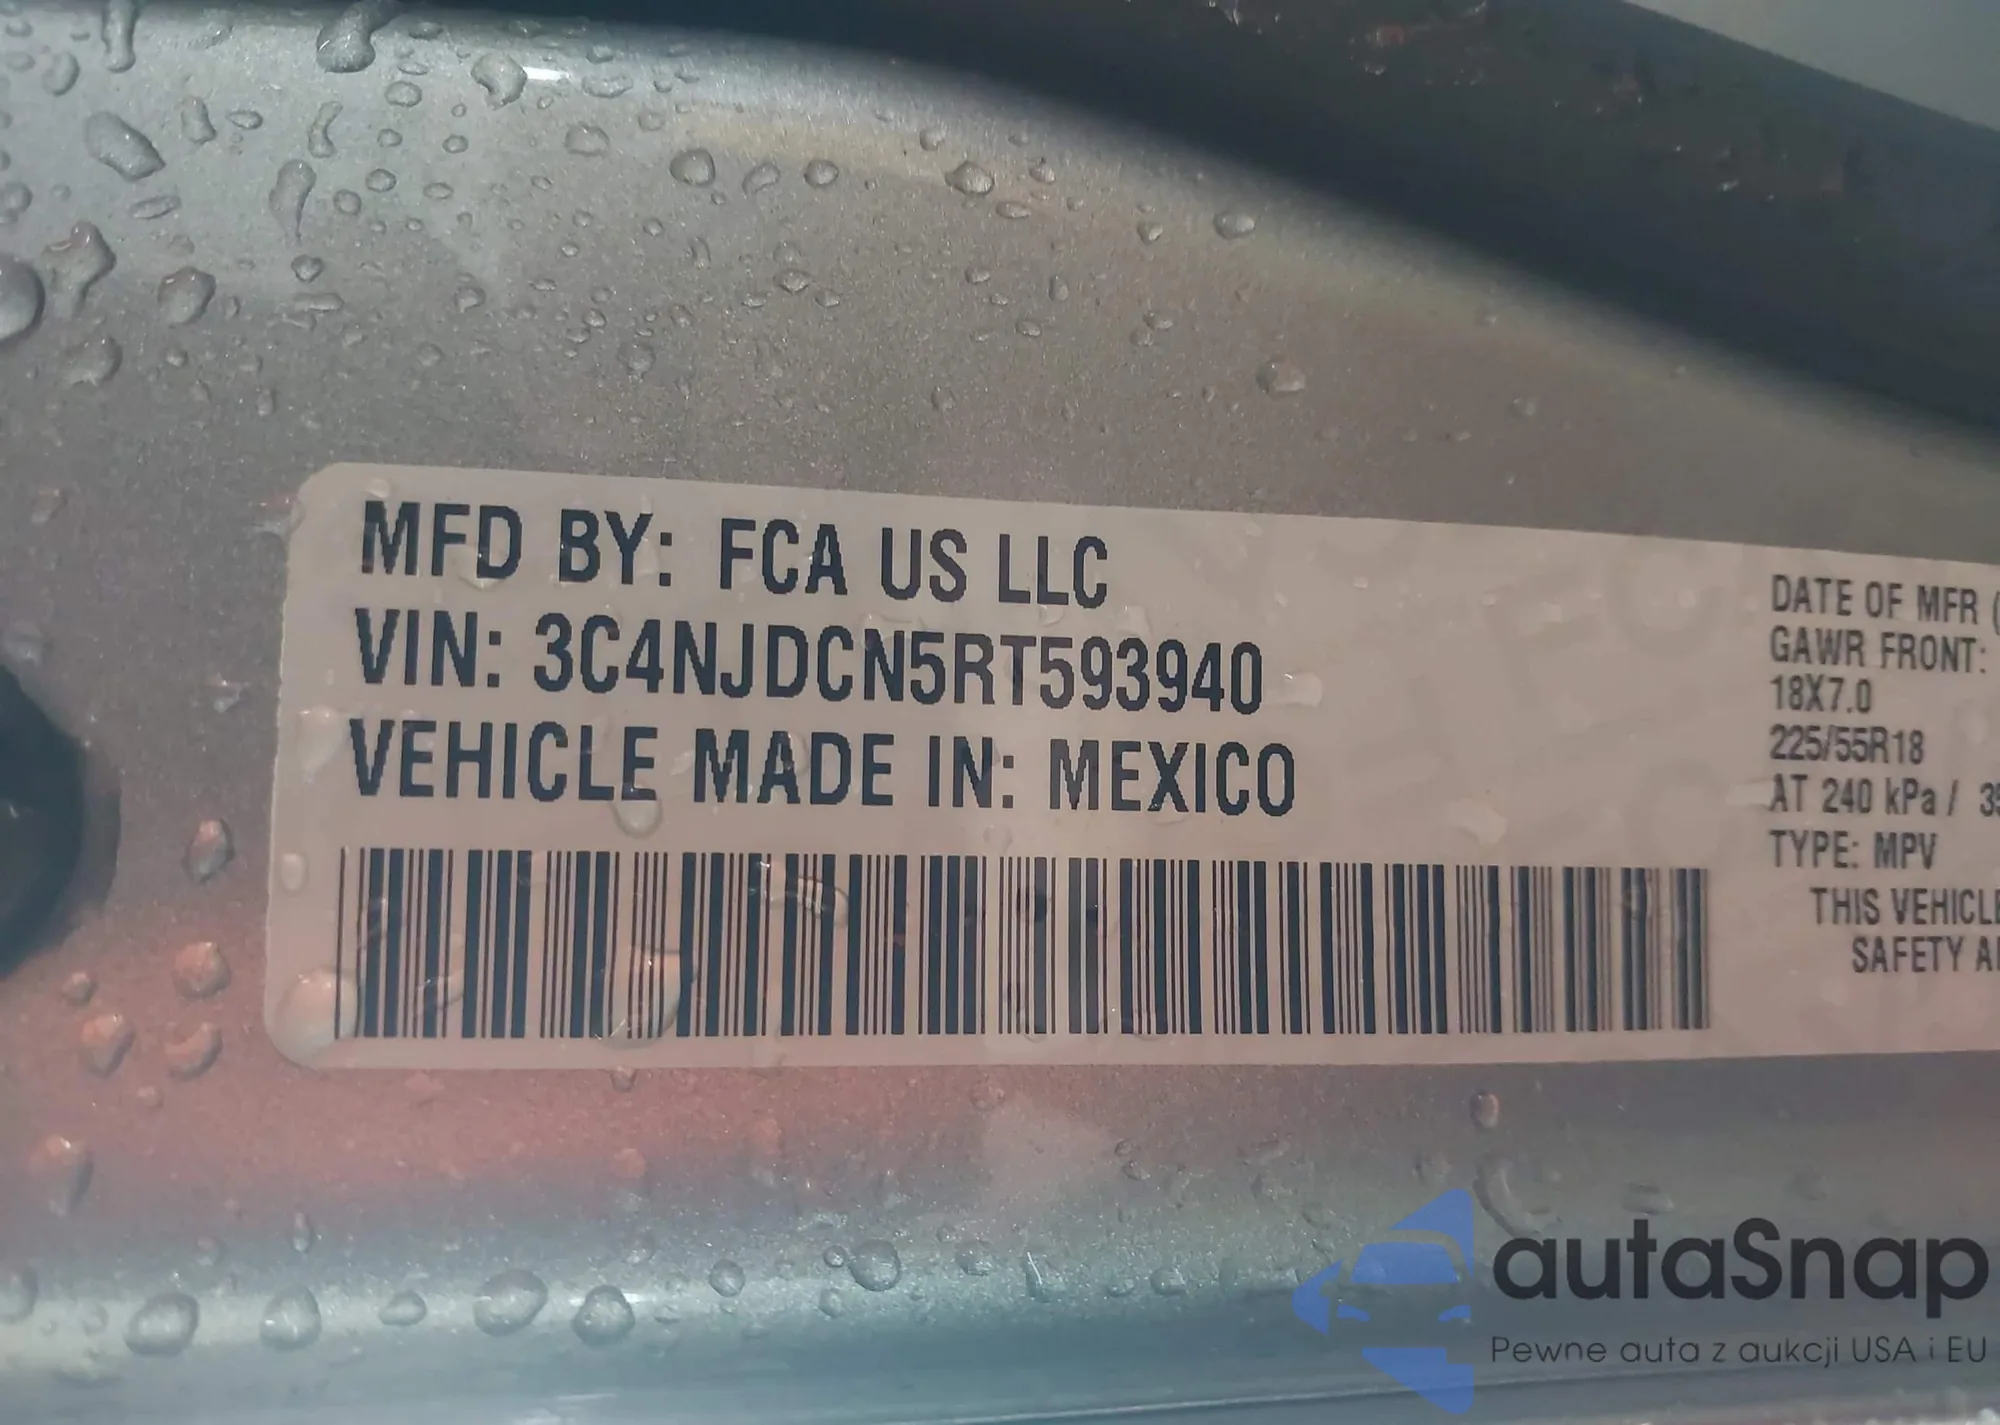 MFD BY: FCA US LLC
VIN: 3C4NJDCN5RT593940
VEHICLE MADE IN: MEXICO
DATE OF MFR (
GAWR FRONT:
18X7.0
225/55R18
AT 240 kPa /
TYPE: MPV
THIS VEHICLE
SAFETY
autaSnap
Pewne auta z aukcji USA i EU